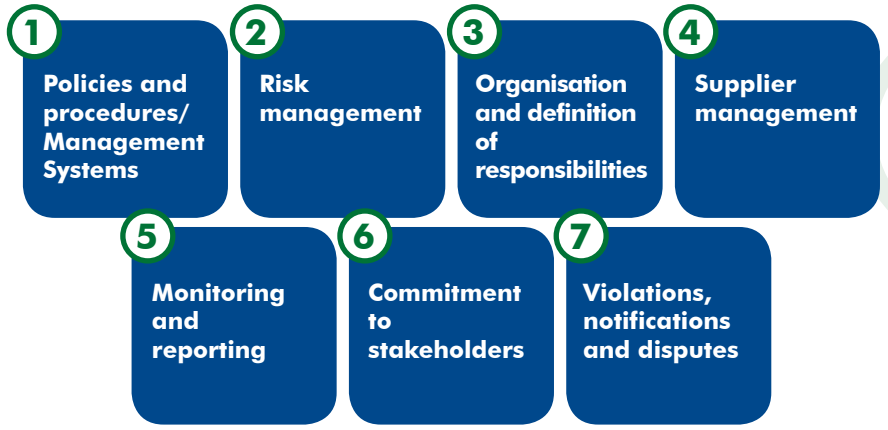 1
Policies and
procedures/
Management
Systems
2
Risk
management
3
Organisation
and definition
of
responsibilities
4
Supplier
management
5
Monitoring
and
reporting
6
Commitment
to
stakeholders
7
Violations,
notifications
and disputes